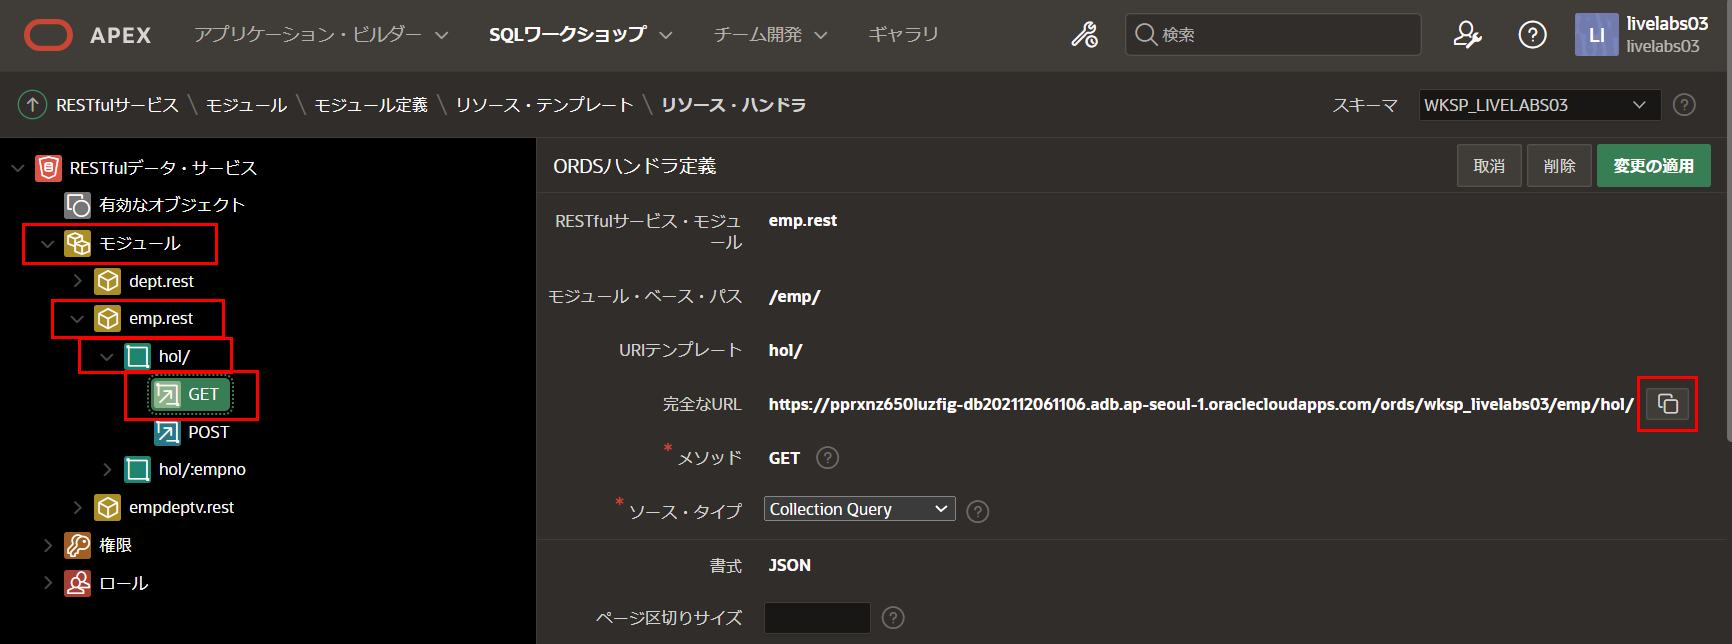 APEX アプリケーション・ビルダー SQLワークショップ チーム開発 ギャラリ 検索 LI livelabs03
livelabs03
RESTfulサービス \ モジュール \ モジュール定義 \ リソース・テンプレート \ リソース・ハンドラ スキーマ WKSP_LIVELABS03
RESTfulデータ・サービス
有効なオブジェクト
モジュール
dept.rest
emp.rest
hol/
GET
POST
hol/:empno
empdeptv.rest
権限
ロール
ORDSハンドラ定義 取消 削除 変更の適用
RESTfulサービス・モジュ
ール emp.rest
モジュール・ベース・パス /emp/
URIテンプレート hol/
完全なURL https://pprxnz650luzfig-db202112061106.adb.ap-seoul-1.oraclecloudapps.com/ords/wksp_livelabs03/emp/hol/
* メソッド GET
* ソース・タイプ Collection Query
書式 JSON
ページ区切りサイズ